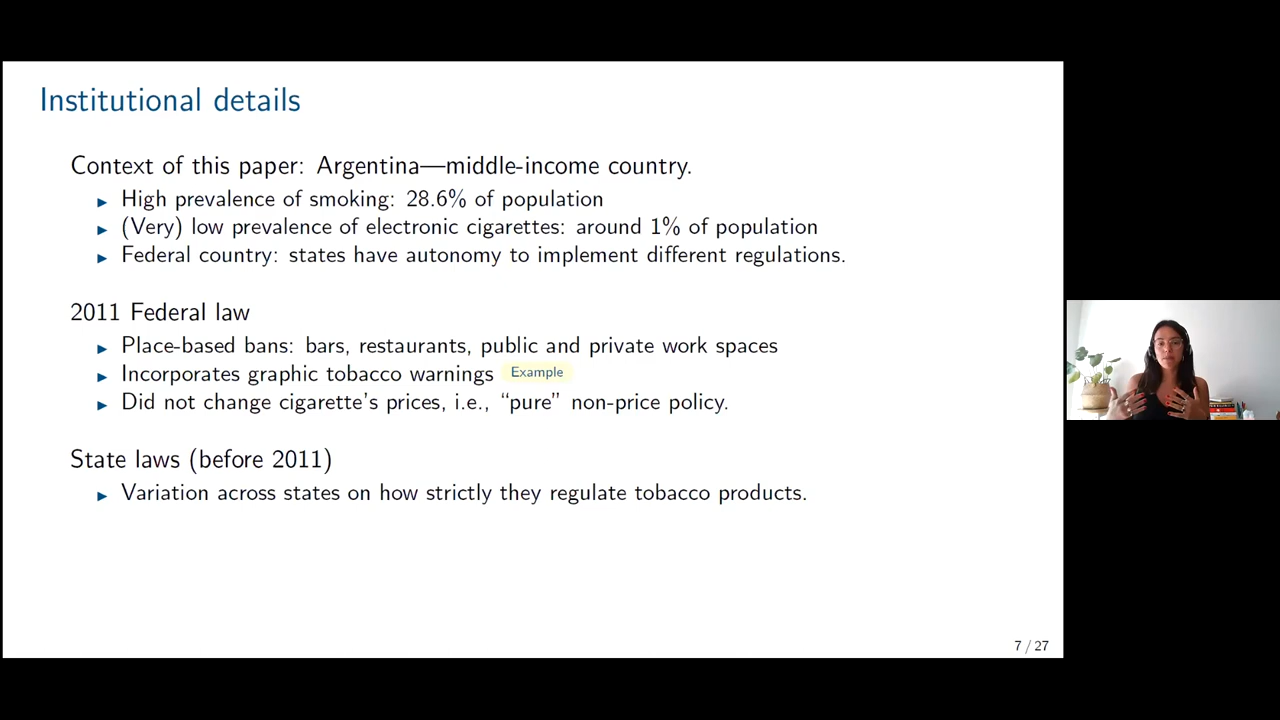 Institutional details
Context of this paper: Argentina—middle-income country.
▶ High prevalence of smoking: 28.6% of population
▶ (Very) low prevalence of electronic cigarettes: around 1% of population
▶ Federal country: states have autonomy to implement different regulations.
2011 Federal law
▶ Place-based bans: bars, restaurants, public and private work spaces
▶ Incorporates graphic tobacco warnings Example
▶ Did not change cigarette's prices, i.e., “pure” non-price policy.
State laws (before 2011)
▶ Variation across states on how strictly they regulate tobacco products.
7 / 27